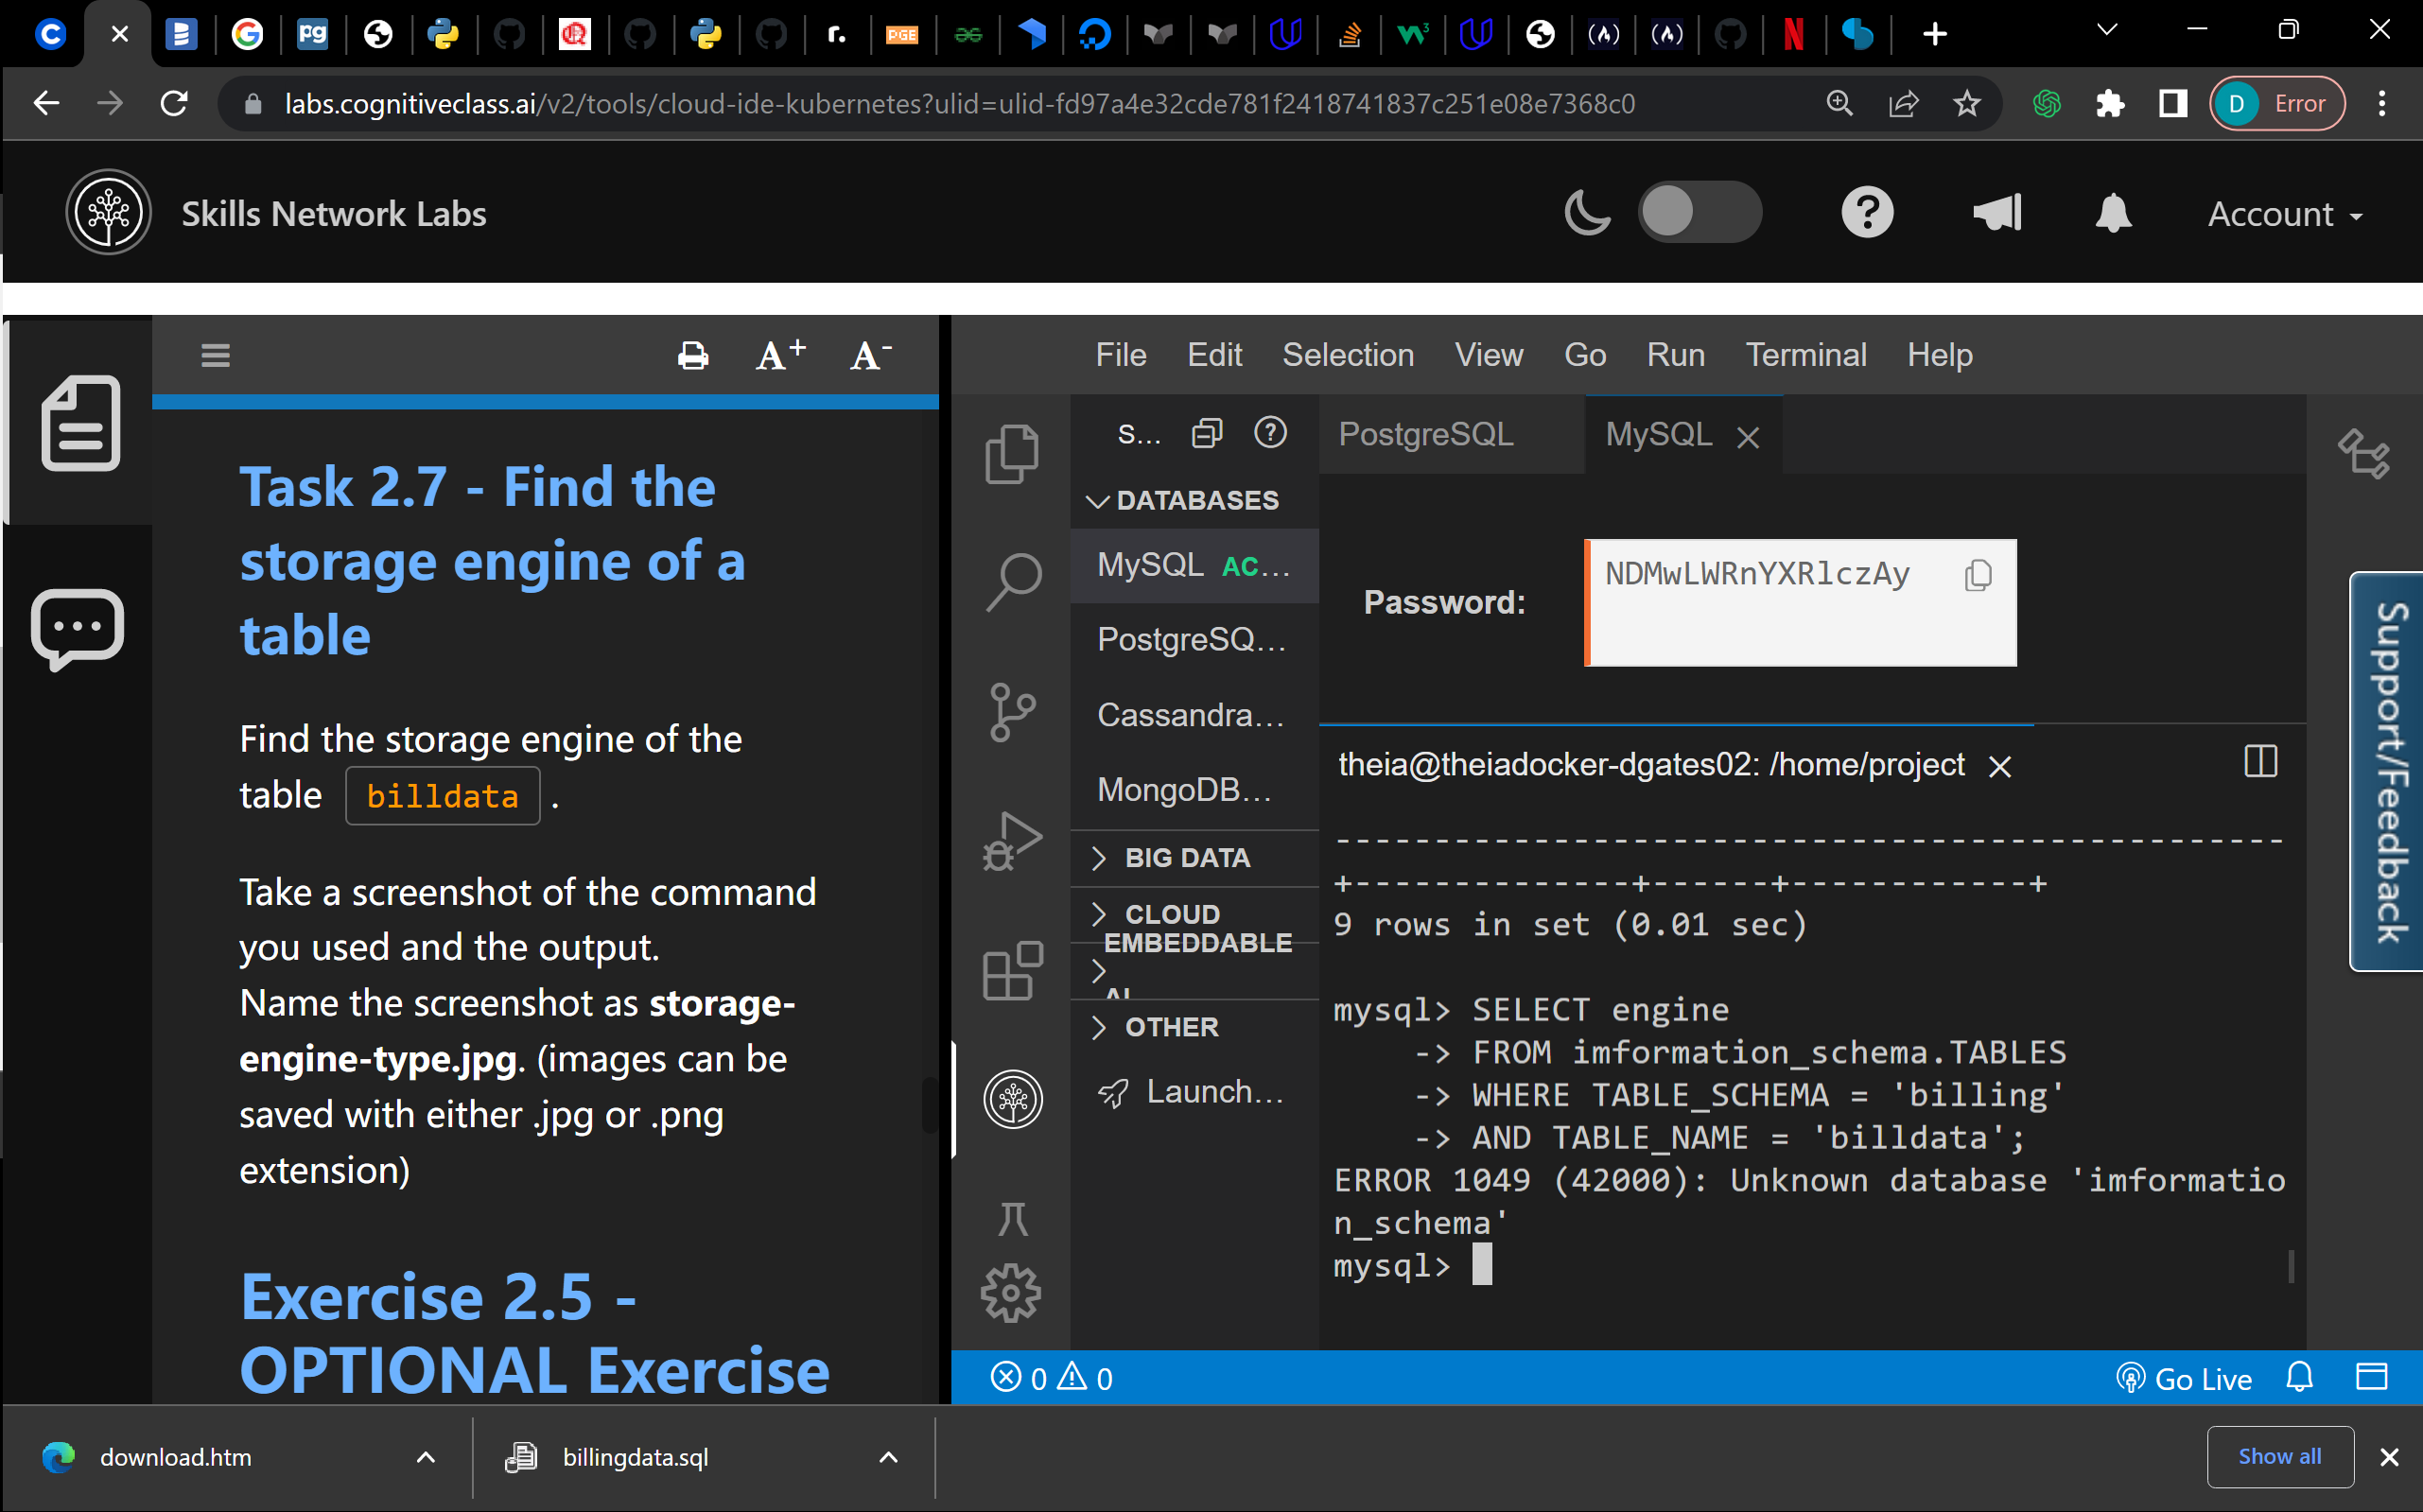 labs.cognitiveclass.ai/v2/tools/cloud-ide-kubernetes?ulid=ulid-fd97a4e32cde781f2418741837c251e08e7368c0
D Error
Skills Network Labs
Account
A+ A-
File Edit Selection View Go Run Terminal Help
Task 2.7 - Find the
storage engine of a
table
Find the storage engine of the
table billdata .
Take a screenshot of the command
you used and the output.
Name the screenshot as storage-
engine-type.jpg. (images can be
saved with either .jpg or .png
extension)
Exercise 2.5 -
OPTIONAL Exercise
S...
DATABASES
MySQL AC...
PostgreSQ...
Cassandra...
MongoDB...
BIG DATA
CLOUD
EMBEDDABLE
AI
OTHER
Launch...
PostgreSQL MySQL
Password: NDMwLWRnYXRlczAy
theia@theiadocker-dgates02: /home/project
------------------------------------------------
+--------------+------+------------+
9 rows in set (0.01 sec)
mysql> SELECT engine
-> FROM imformation_schema.TABLES
-> WHERE TABLE_SCHEMA = 'billing'
-> AND TABLE_NAME = 'billdata';
ERROR 1049 (42000): Unknown database 'imformatio
n_schema'
mysql>
Support/Feedback
0 0
Go Live
download.htm
billingdata.sql
Show all